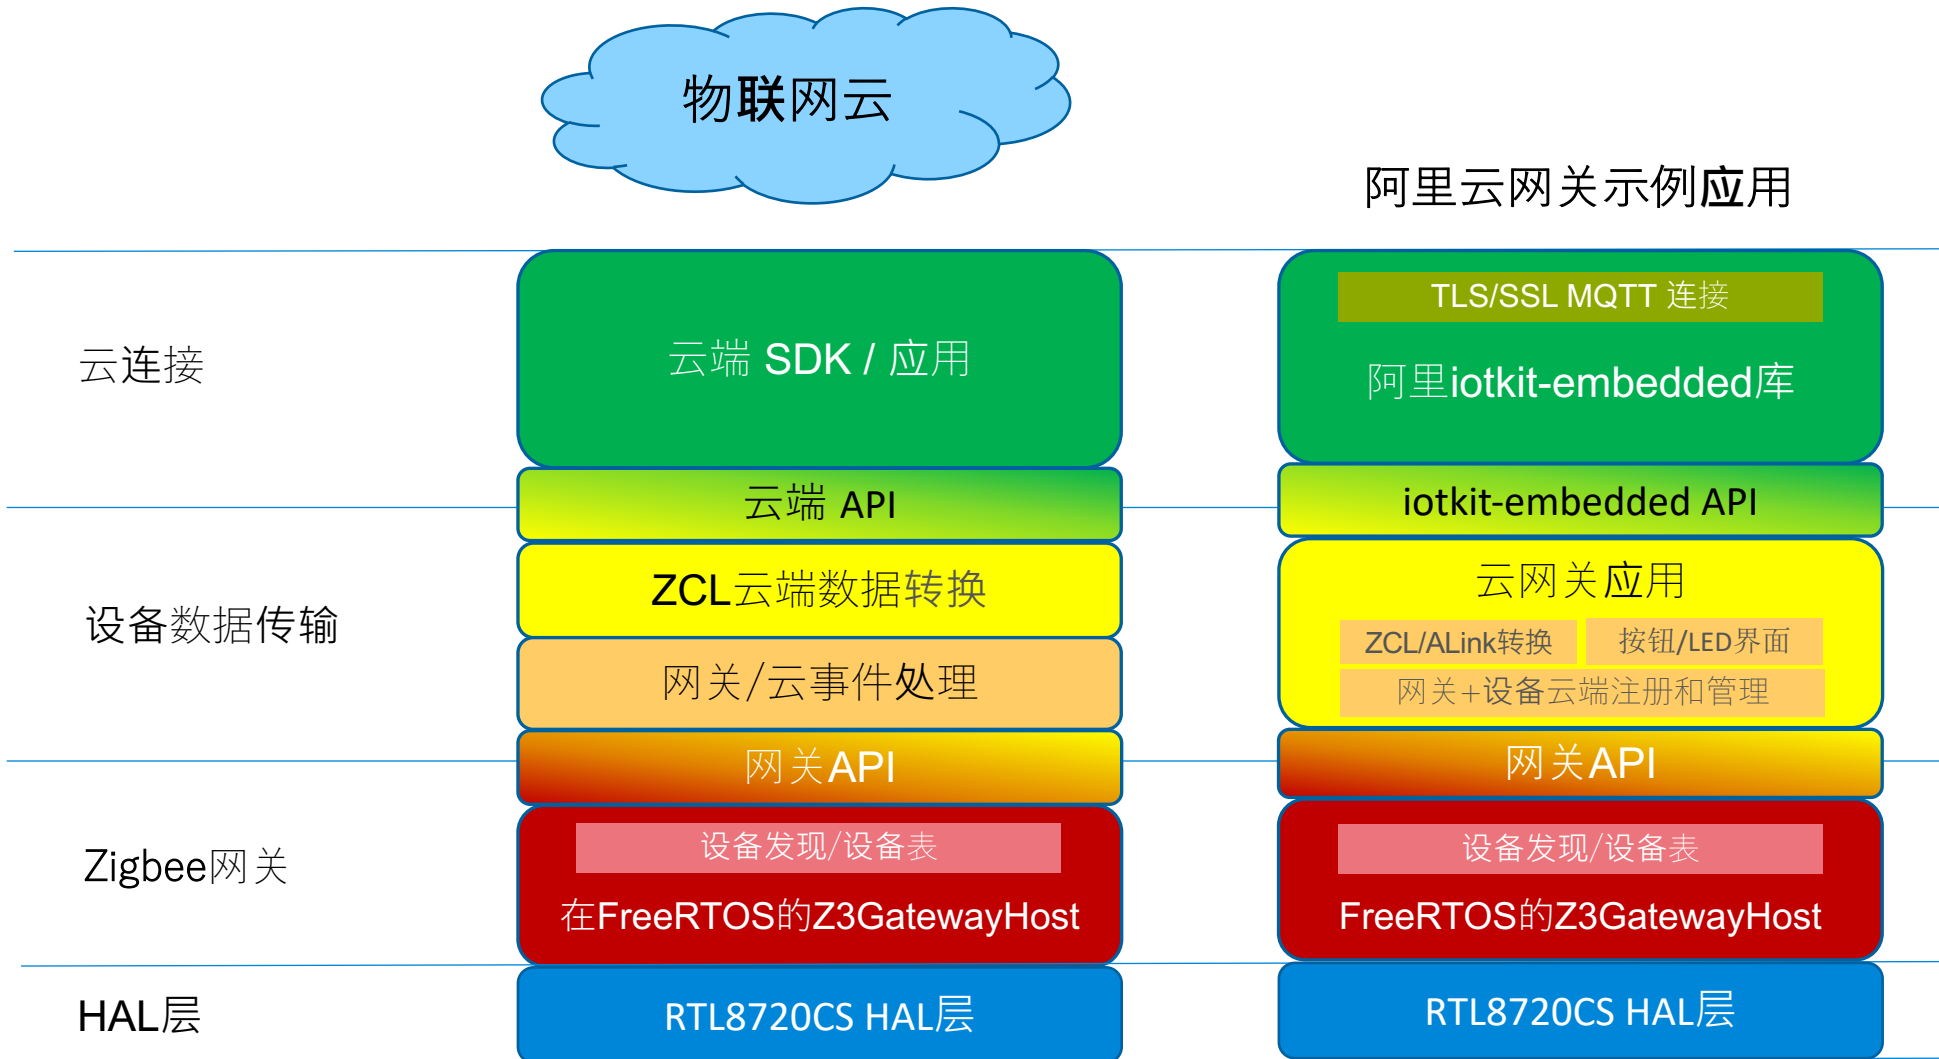 物联网云
阿里云网关示例应用
云连接
云端 SDK / 应用
TLS/SSL MQTT 连接
阿里iotkit-embedded库
云端 API
iotkit-embedded API
设备数据传输
ZCL云端数据转换
网关/云事件处理
云网关应用
ZCL/ALink转换
按钮/LED界面
网关+设备云端注册和管理
网关API
网关API
Zigbee网关
设备发现/设备表
在FreeRTOS的Z3GatewayHost
设备发现/设备表
FreeRTOS的Z3GatewayHost
HAL层
RTL8720CS HAL层
RTL8720CS HAL层